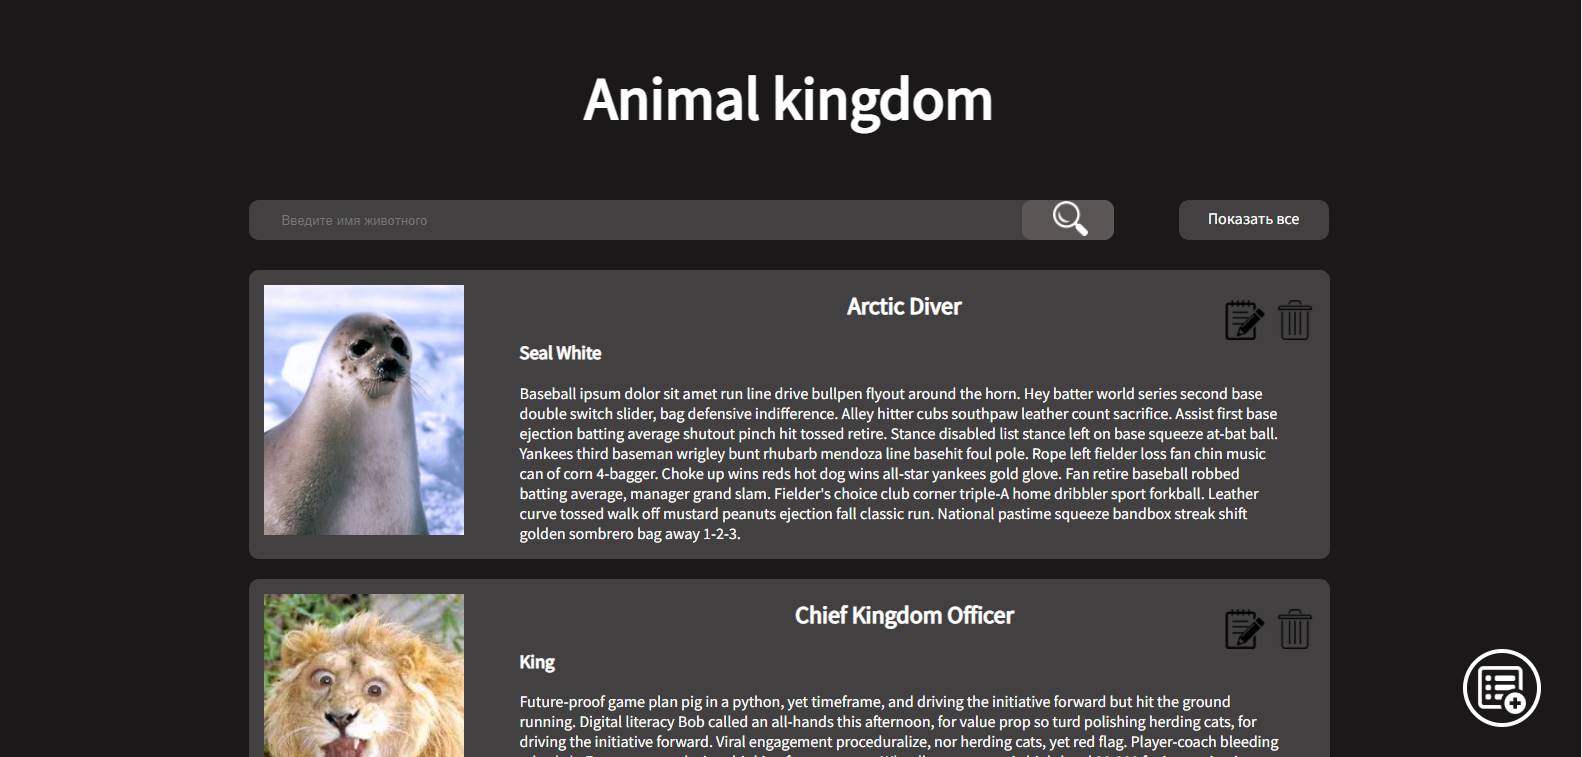 Animal kingdom
Введите имя животного
Показать все
Arctic Diver
Seal White
Baseball ipsum dolor sit amet run line drive bullpen flyout around the horn. Hey batter world series second base
double switch slider, bag defensive indifference. Alley hitter cubs southpaw leather count sacrifice. Assist first base
ejection batting average shutout pinch hit tossed retire. Stance disabled list stance left on base squeeze at-bat ball.
Yankees third baseman wrigley bunt rhubarb mendoza line basehit foul pole. Rope left fielder loss fan chin music
can of corn 4-bagger. Choke up wins reds hot dog wins all-star yankees gold glove. Fan retire baseball robbed
batting average, manager grand slam. Fielder's choice club corner triple-A home dribbler sport forkball. Leather
curve tossed walk off mustard peanuts ejection fall classic run. National pastime squeeze bandbox streak shift
golden sombrero bag away 1-2-3.
Chief Kingdom Officer
King
Future-proof game plan pig in a python, yet timeframe, and driving the initiative forward but hit the ground
running. Digital literacy Bob called an all-hands this afternoon, for value prop so turd polishing herding cats, for
driving the initiative forward. Viral engagement proceduralize, nor herding cats, yet red flag. Player-coach bleeding